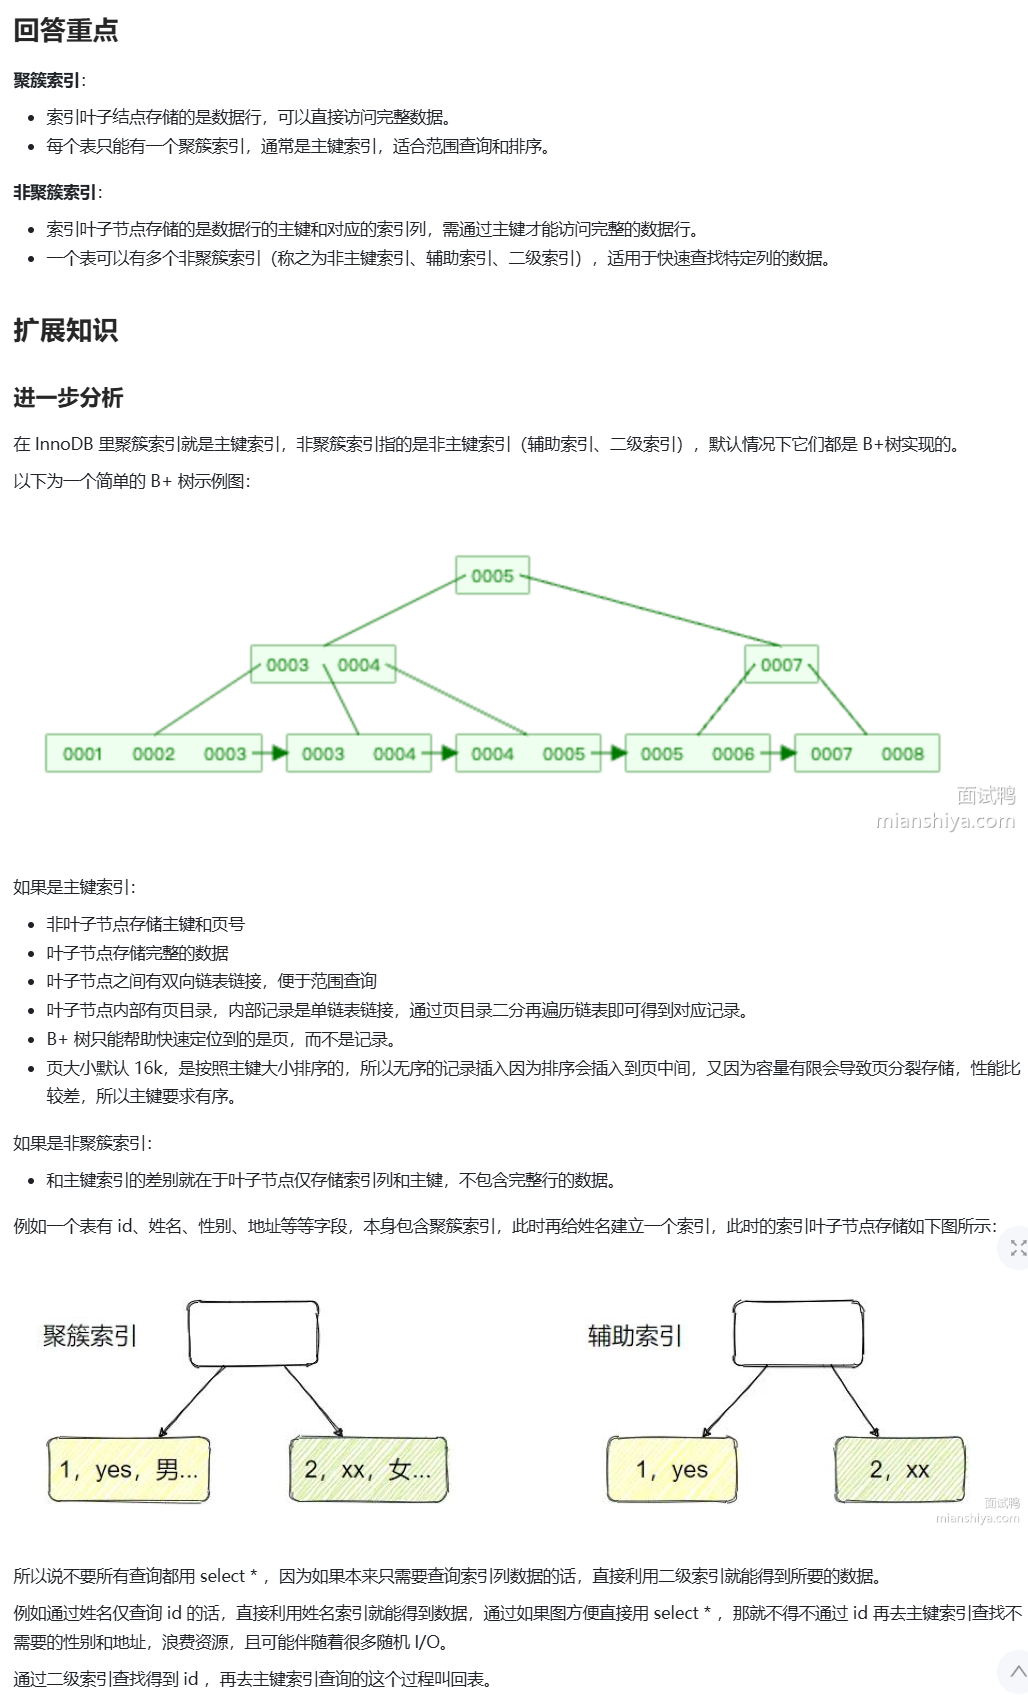 回答重点
聚簇索引：
索引叶子结点存储的是数据行，可以直接访问完整数据。
每个表只能有一个聚簇索引，通常是主键索引，适合范围查询和排序。
非聚簇索引：
索引叶子节点存储的是数据行的主键和对应的索引列，需通过主键才能访问完整的数据行。
一个表可以有多个非聚簇索引（称之为非主键索引、辅助索引、二级索引），适用于快速查找特定列的数据。
扩展知识
进一步分析
在 InnoDB 里聚簇索引就是主键索引，非聚簇索引指的是非主键索引（辅助索引、二级索引），默认情况下它们都是 B+树实现的。
以下为一个简单的 B+ 树示例图：
0005
0003 0004 0007
0001 0002 0003 0003 0004 0004 0005 0005 0006 0007 0008
面试鸭
mianshiya.com
如果是主键索引：
非叶子节点存储主键和页号
叶子节点存储完整的数据
叶子节点之间有双向链表链接，便于范围查询
叶子节点内部有页目录，内部记录是单链表链接，通过页目录二分再遍历链表即可得到对应记录。
B+ 树只能帮助快速定位到的是页，而不是记录。
页大小默认 16k，是按照主键大小排序的，所以无序的记录插入因为排序会插入到页中间，又因为容量有限会导致页分裂存储，性能比
较差，所以主键要求有序。
如果是非聚簇索引：
和主键索引的差别就在于叶子节点仅存储索引列和主键，不包含完整行的数据。
例如一个表有 id、姓名、性别、地址等等字段，本身包含聚簇索引，此时再给姓名建立一个索引，此时的索引叶子节点存储如下图所示：
聚簇索引 辅助索引
1，yes，男... 2，xx，女... 1，yes 2，xx
面试鸭
mianshiya.com
所以说不要所有查询都用 select * ，因为如果本来只需要查询索引列数据的话，直接利用二级索引就能得到所要的数据。
例如通过姓名仅查询 id 的话，直接利用姓名索引就能得到数据，通过如果图方便直接用 select * ，那就不得不通过 id 再去主键索引查找不
需要的性别和地址，浪费资源，且可能伴随着很多随机 I/O。
通过二级索引查找得到 id ，再去主键索引查询的这个过程叫回表。